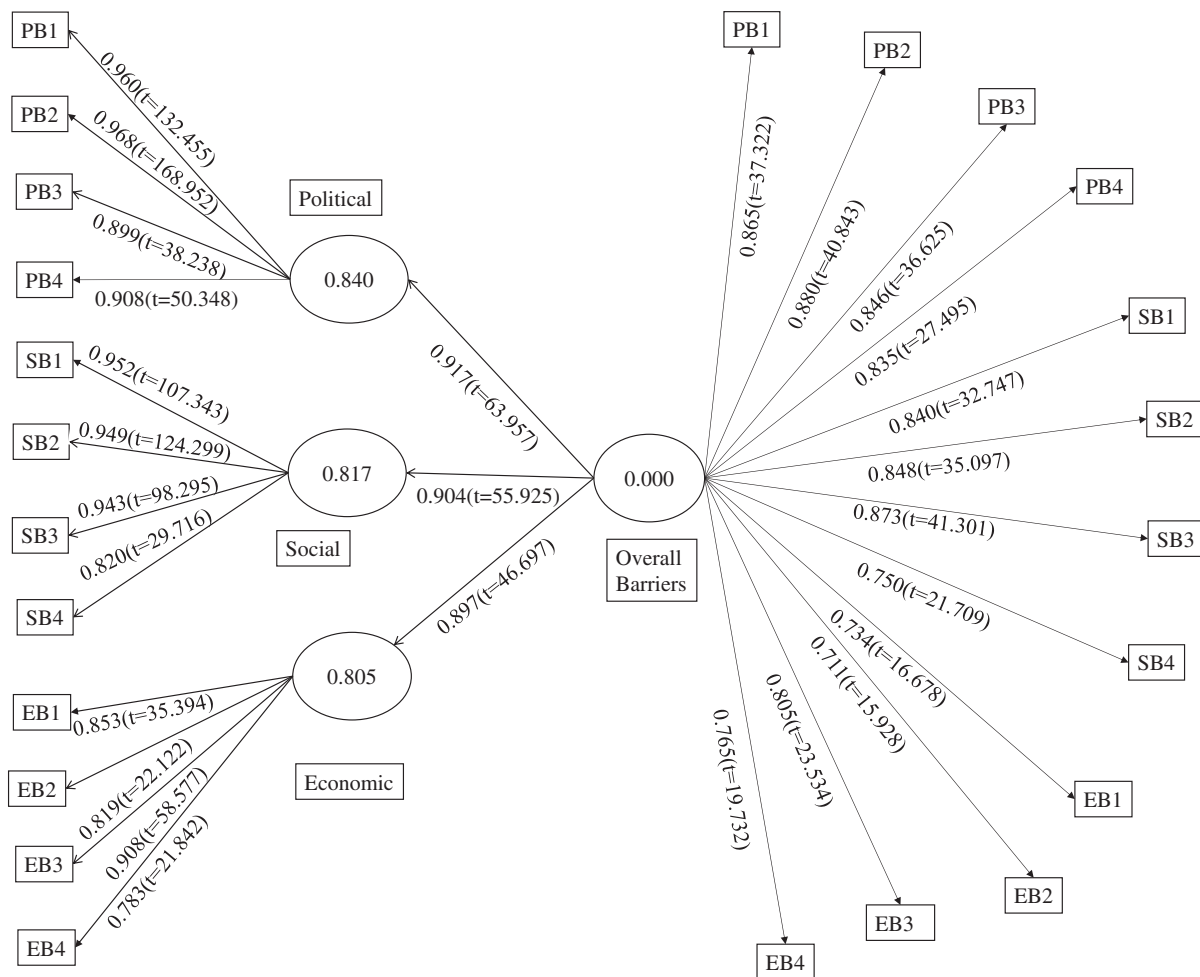 PB1
PB2
PB3
PB4
SB1
SB2
SB3
SB4
EB1
EB2
EB3
EB4
0.960(t=132.455)
0.968(t=168.952)
0.899(t=38.238)
0.908(t=50.348)
0.952(t=107.343)
0.949(t=124.299)
0.943(t=98.295)
0.820(t=29.716)
0.853(t=35.394)
0.819(t=22.122)
0.908(t=58.577)
0.783(t=21.842)
Political
0.840
0.817
Social
0.805
Economic
0.917(t=63.957)
0.904(t=55.925)
0.897(t=46.697)
0.000
Overall
Barriers
0.865(t=37.322)
0.880(t=40.843)
0.846(t=36.625)
0.835(t=27.495)
0.840(t=32.747)
0.848(t=35.097)
0.873(t=41.301)
0.750(t=21.709)
0.734(t=16.678)
0.711(t=15.928)
0.805(t=23.534)
0.765(t=19.732)
PB1
PB2
PB3
PB4
SB1
SB2
SB3
SB4
EB1
EB2
EB3
EB4